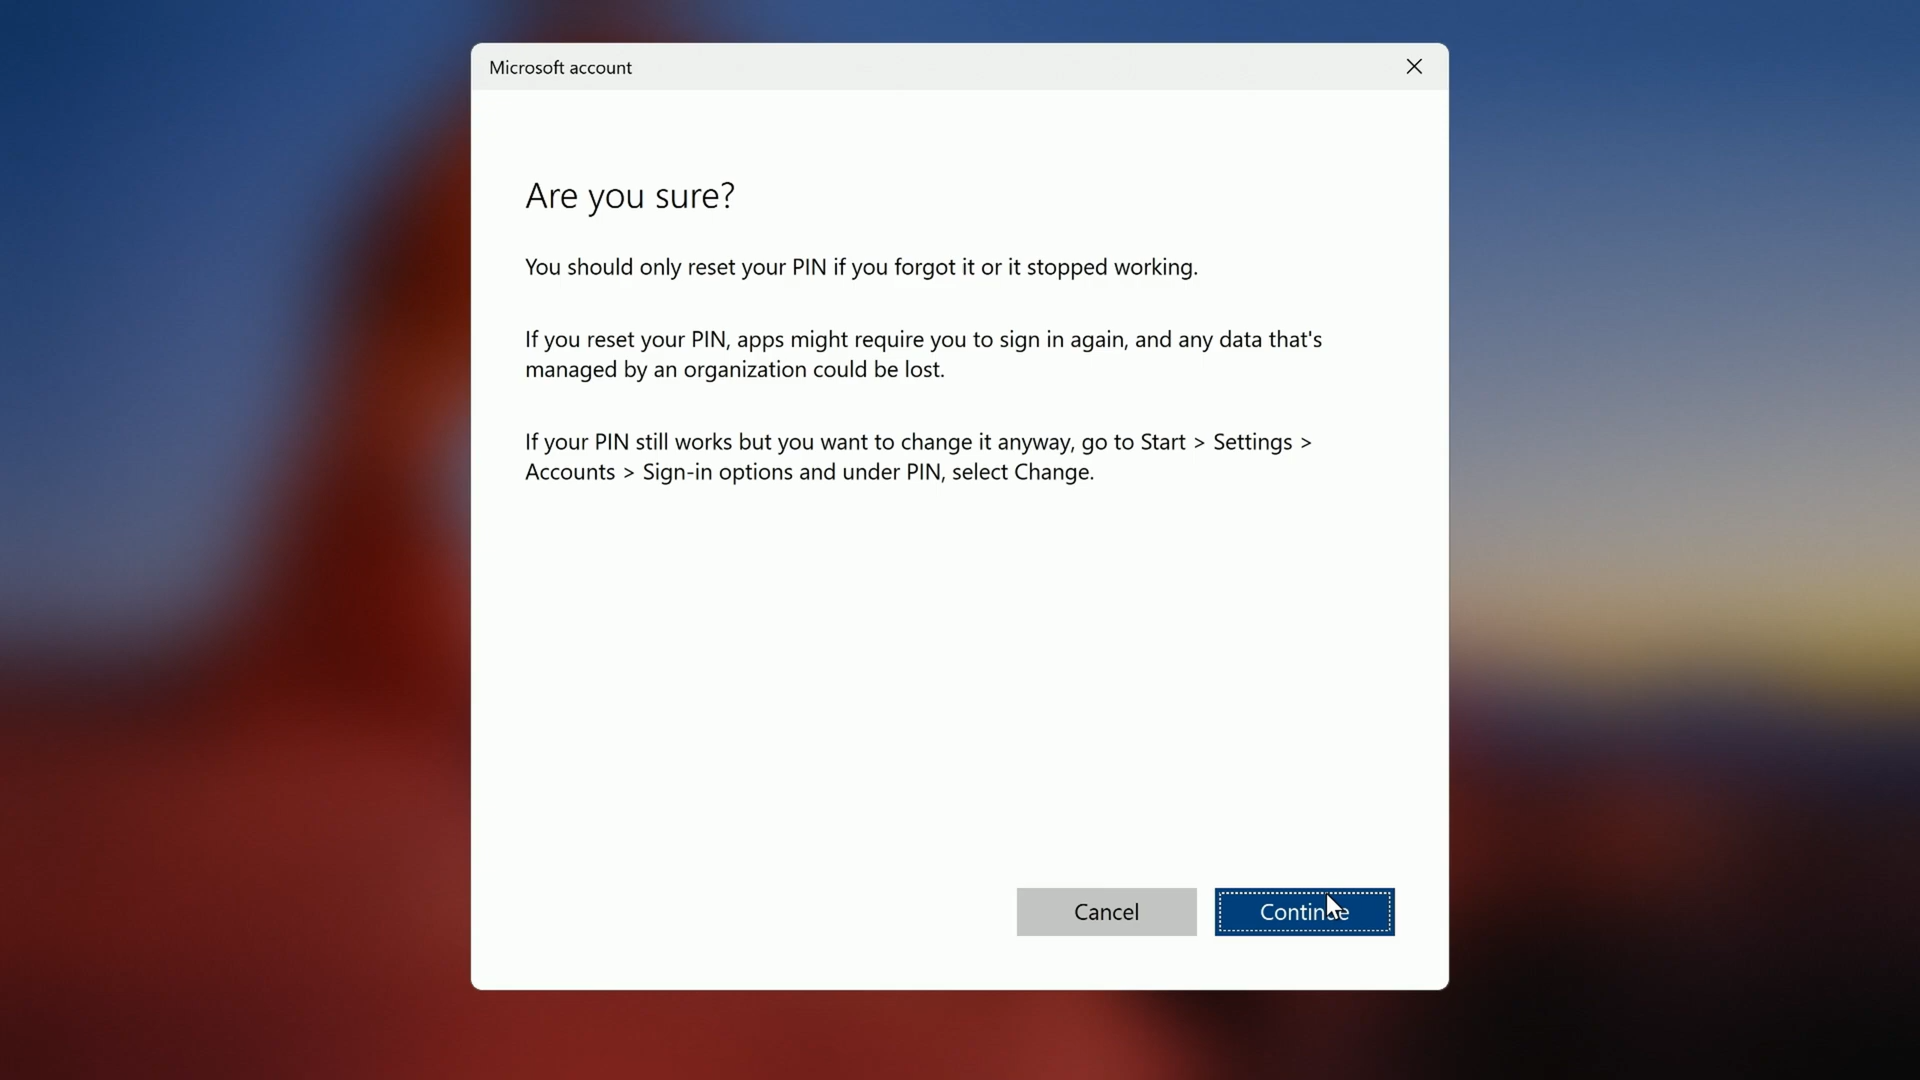 Microsoft account
Are you sure?
You should only reset your PIN if you forgot it or it stopped working.
If you reset your PIN, apps might require you to sign in again, and any data that's
managed by an organization could be lost.
If your PIN still works but you want to change it anyway, go to Start > Settings >
Accounts > Sign-in options and under PIN, select Change.
Cancel
Continue